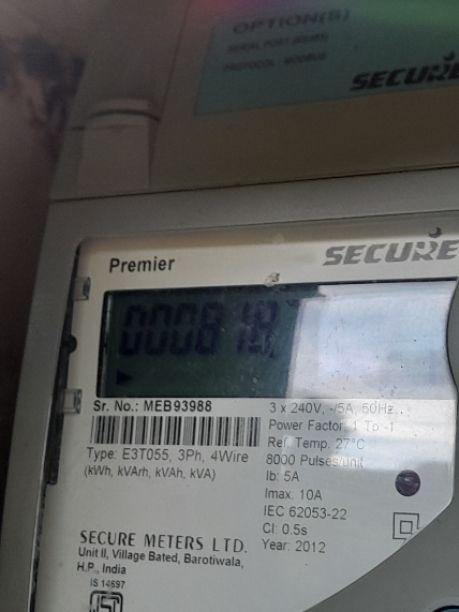 OPTION(S)
SERIAL PORT (RS485)
PROTOCOL - MODBUS
SECURE
Premier
SECURE
Sr. No.: MEB93988
Type: E3T055, 3Ph, 4Wire
(kWh, kVArh, kVAh, kVA)
3 x 240V, -/5A, 50Hz
Power Factor: 1 To -1
Ref. Temp. 27°C
8000 Pulses/unit
Ib: 5A
Imax: 10A
IEC 62053-22
Cl: 0.5s
Year: 2012
SECURE METERS LTD.
Unit II, Village Bated, Barotiwala,
H.P., India
IS 14697